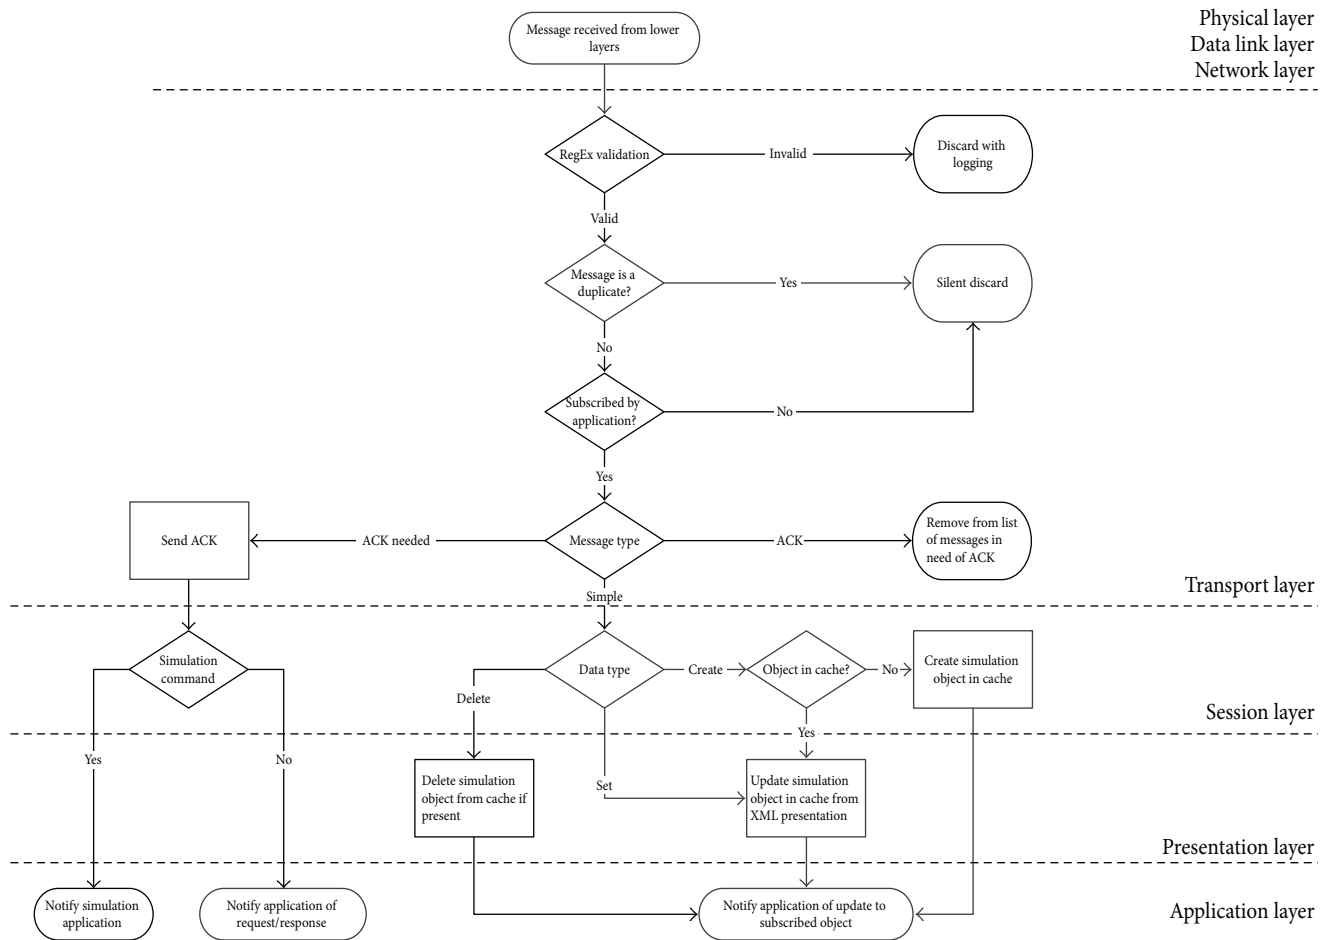 Message received from lower
layers
Physical layer
Data link layer
Network layer
RegEx validation
Invalid
Discard with
logging
Valid
Message is a
duplicate?
Yes
Silent discard
No
Subscribed by
application?
No
Yes
Send ACK
ACK needed
Message type
ACK
Remove from list
of messages in
need of ACK
Simple
Transport layer
Simulation
command
Data type
Create
Object in cache?
No
Create simulation
object in cache
Delete
Session layer
Yes
No
Yes
Delete simulation
object from cache if
present
Set
Update simulation
object in cache from
XML presentation
Presentation layer
Notify simulation
application
Notify application of
request/response
Notify application of update to
subscribed object
Application layer